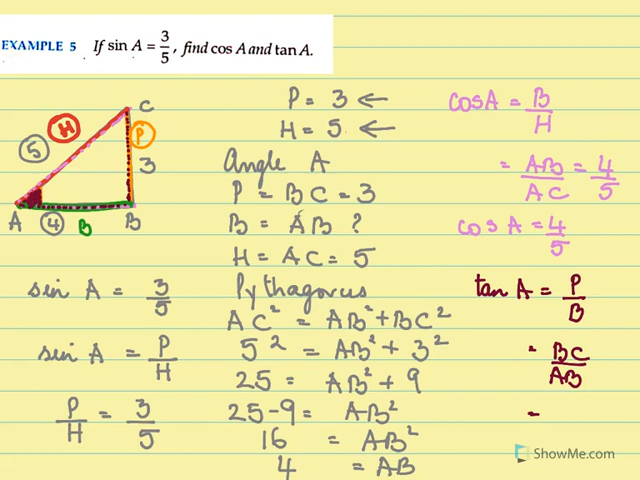 EXAMPLE 5 If sin A = 3/5, find cos A and tan A.
C
H
5
P
3
A
4
B
B
sin A = 3/5
sin A = P/H
P/H = 3/5
P = 3 ←
H = 5 ←
Angle A
P = BC = 3
B = AB ?
H = AC = 5
Pythagorus
AC² = AB² + BC²
5² = AB² + 3²
25 = AB² + 9
25 - 9 = AB²
16 = AB²
4 = AB
cos A = B/H
= AB/AC = 4/5
cos A = 4/5
tan A = P/B
= BC/AB
=
ShowMe.com